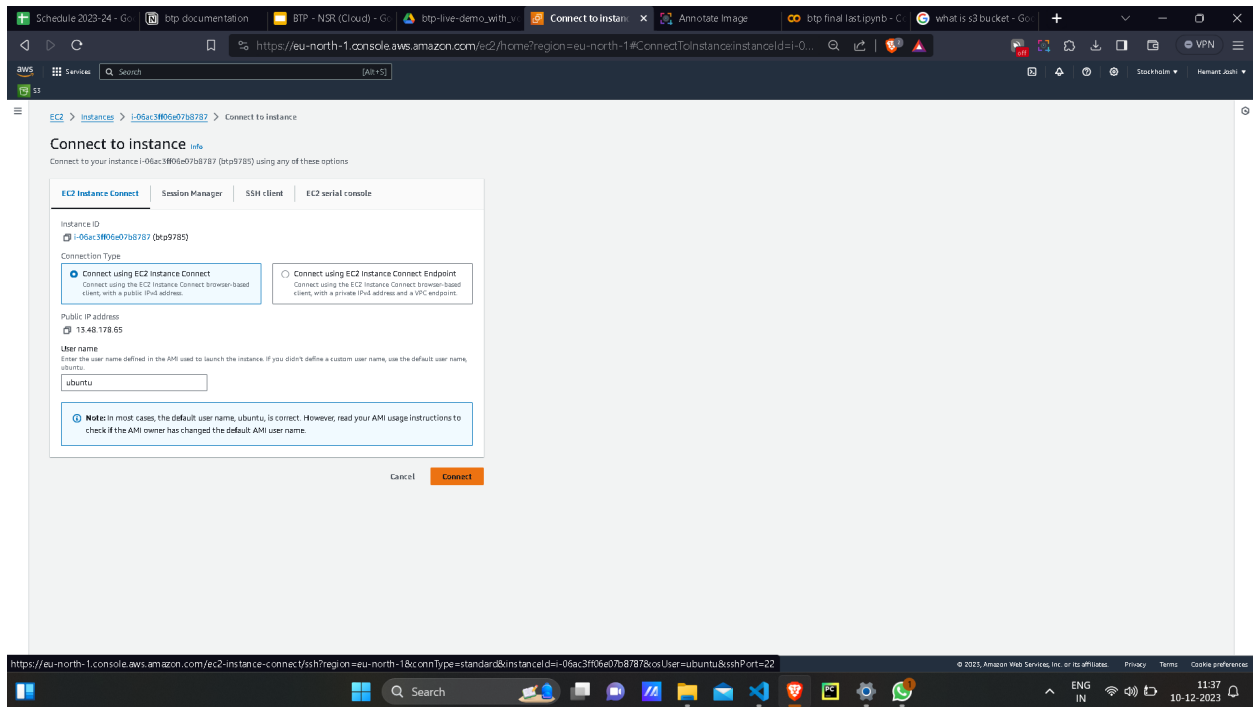 Schedule 2023-24 - Go
btp documentation
BTP - NSR (Cloud) - Go
btp-live-demo_with_v
Connect to instan
Annotate Image
btp final last.ipynb - C
what is s3 bucket - Goo
https://eu-north-1.console.aws.amazon.com/ec2/home?region=eu-north-1#ConnectToInstance:instanceId=i-0...
VPN
aws
Services
Search
[Alt+S]
Stockholm
Hemant Joshi
S3
EC2 > Instances > i-06ac3ff06e07b8787 > Connect to instance
Connect to instance Info
Connect to your instance i-06ac3ff06e07b8787 (btp9785) using any of these options
EC2 Instance Connect
Session Manager
SSH client
EC2 serial console
Instance ID
i-06ac3ff06e07b8787 (btp9785)
Connection Type
Connect using EC2 Instance Connect
Connect using the EC2 Instance Connect browser-based
client, with a public IPv4 address.
Connect using EC2 Instance Connect Endpoint
Connect using the EC2 Instance Connect browser-based
client, with a private IPv4 address and a VPC endpoint.
Public IP address
13.48.178.65
User name
Enter the user name defined in the AMI used to launch the instance. If you didn't define a custom user name, use the default user name,
ubuntu.
ubuntu
Note: In most cases, the default user name, ubuntu, is correct. However, read your AMI usage instructions to
check if the AMI owner has changed the default AMI user name.
Cancel
Connect
https://eu-north-1.console.aws.amazon.com/ec2-instance-connect/ssh?region=eu-north-1&connType=standard&instanceId=i-06ac3ff06e07b8787&osUser=ubuntu&sshPort=22
© 2023, Amazon Web Services, Inc. or its affiliates.
Privacy
Terms
Cookie preferences
Search
ENG
IN
11:37
10-12-2023